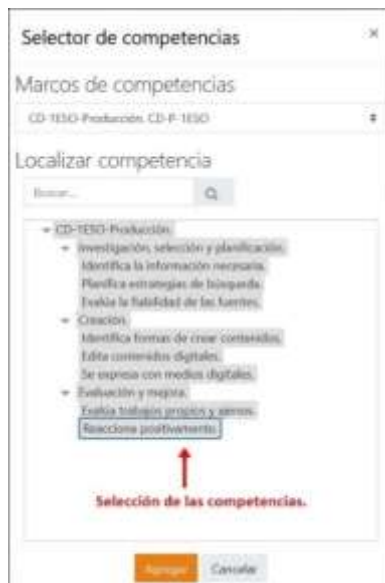 Selector de competencias
×
Marcos de competencias
CD-1ESO-Producción. CD-P-1ESO
Localizar competencia
Buscar...
CD-1ESO-Producción.
Investigación, selección y planificación.
Identifica la información necesaria.
Planifica estrategias de búsqueda.
Evalúa la fiabilidad de las fuentes.
Creación.
Identifica formas de crear contenidos.
Edita contenidos digitales.
Se expresa con medios digitales.
Evaluación y mejora.
Evalúa trabajos propios y ajenos.
Reacciona positivamente.
Selección de las competencias.
Agregar Cancelar